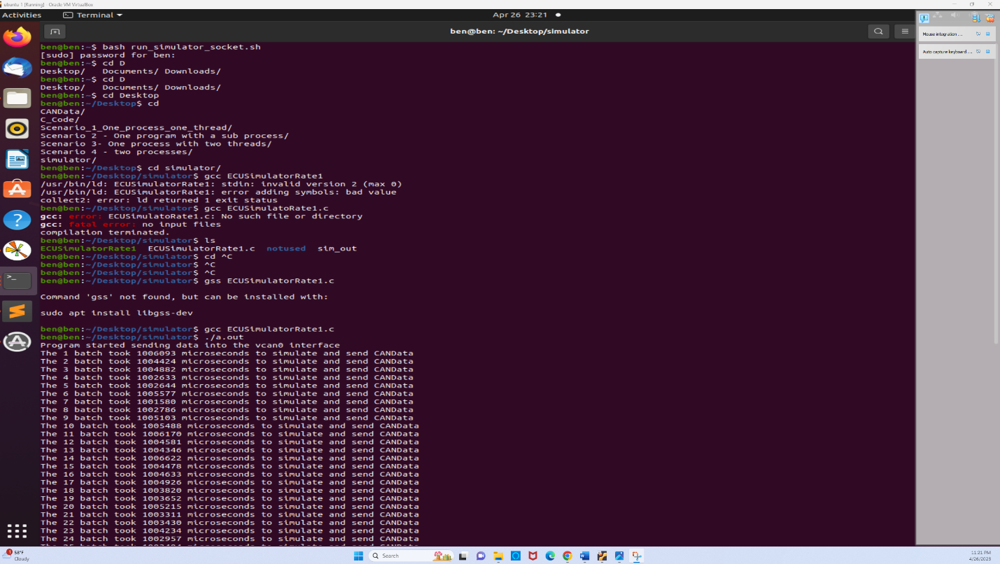 ubuntu 1 [Running] - Oracle VM VirtualBox
Activities
Terminal
Apr 26 23:21
ben@ben: ~/Desktop/simulator
Mouse integration ...
Auto capture keyboard ...
ben@ben:~$ bash run_simulator_socket.sh
[sudo] password for ben:
ben@ben:~$ cd D
Desktop/   Documents/ Downloads/
ben@ben:~$ cd D
Desktop/   Documents/ Downloads/
ben@ben:~$ cd Desktop
ben@ben:~/Desktop$ cd
CANData/
C_Code/
Scenario_1_One_process_one_thread/
Scenario 2 - One program with a sub process/
Scenario 3- One process with two threads/
Scenario 4 - two processes/
simulator/
ben@ben:~/Desktop$ cd simulator/
ben@ben:~/Desktop/simulator$ gcc ECUSimulatorRate1
/usr/bin/ld: ECUSimulatorRate1: stdin: invalid version 2 (max 0)
/usr/bin/ld: ECUSimulatorRate1: error adding symbols: bad value
collect2: error: ld returned 1 exit status
ben@ben:~/Desktop/simulator$ gcc ECUSimulatoRate1.c
gcc: error: ECUSimulatoRate1.c: No such file or directory
gcc: fatal error: no input files
compilation terminated.
ben@ben:~/Desktop/simulator$ ls
ECUSimulatorRate1  ECUSimulatorRate1.c  notused  sim_out
ben@ben:~/Desktop/simulator$ cd ^C
ben@ben:~/Desktop/simulator$ ^C
ben@ben:~/Desktop/simulator$ ^C
ben@ben:~/Desktop/simulator$ gss ECUSimulatorRate1.c
Command 'gss' not found, but can be installed with:
sudo apt install libgss-dev
ben@ben:~/Desktop/simulator$ gcc ECUSimulatorRate1.c
ben@ben:~/Desktop/simulator$ ./a.out
Program started sending data into the vcan0 interface
The 1 batch took 1006093 microseconds to simulate and send CANData
The 2 batch took 1004424 microseconds to simulate and send CANData
The 3 batch took 1004882 microseconds to simulate and send CANData
The 4 batch took 1002633 microseconds to simulate and send CANData
The 5 batch took 1002644 microseconds to simulate and send CANData
The 6 batch took 1005577 microseconds to simulate and send CANData
The 7 batch took 1001580 microseconds to simulate and send CANData
The 8 batch took 1002786 microseconds to simulate and send CANData
The 9 batch took 1005103 microseconds to simulate and send CANData
The 10 batch took 1005488 microseconds to simulate and send CANData
The 11 batch took 1006170 microseconds to simulate and send CANData
The 12 batch took 1004581 microseconds to simulate and send CANData
The 13 batch took 1004346 microseconds to simulate and send CANData
The 14 batch took 1006622 microseconds to simulate and send CANData
The 15 batch took 1004478 microseconds to simulate and send CANData
The 16 batch took 1004633 microseconds to simulate and send CANData
The 17 batch took 1004926 microseconds to simulate and send CANData
The 18 batch took 1003820 microseconds to simulate and send CANData
The 19 batch took 1003652 microseconds to simulate and send CANData
The 20 batch took 1005215 microseconds to simulate and send CANData
The 21 batch took 1003311 microseconds to simulate and send CANData
The 22 batch took 1003430 microseconds to simulate and send CANData
The 23 batch took 1004234 microseconds to simulate and send CANData
The 24 batch took 1002957 microseconds to simulate and send CANData
1
58°F
Cloudy
Search
11:21 PM
4/26/2023